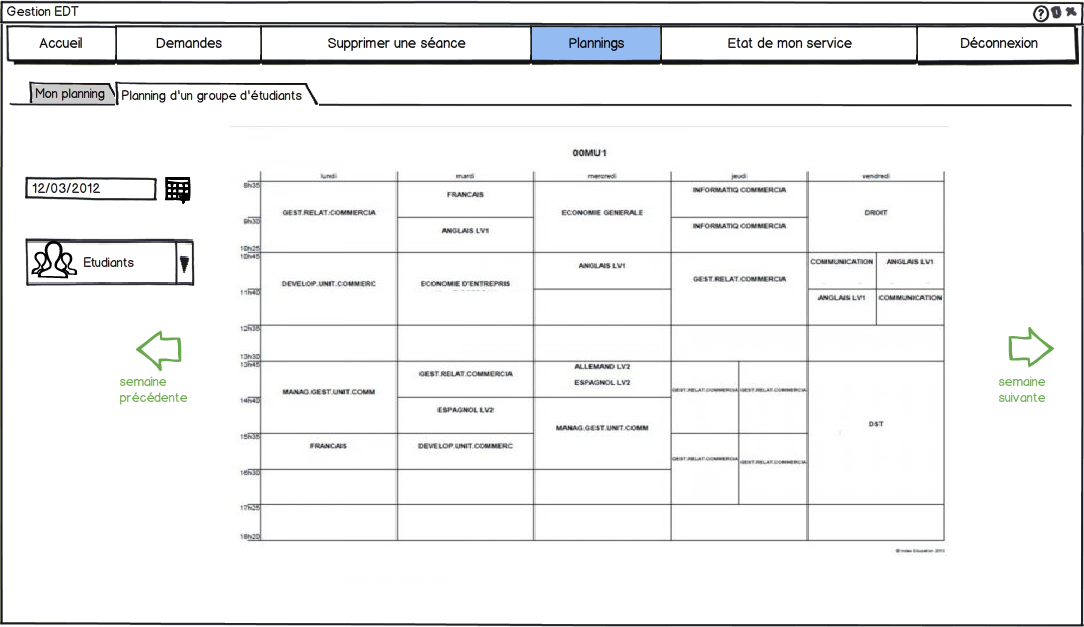 Gestion EDT
Accueil Demandes Supprimer une séance Plannings Etat de mon service Déconnexion
Mon planning Planning d'un groupe d'étudiants
00MU1
lundi mardi mercredi jeudi vendredi
12/03/2012
8h35
FRANCAIS INFORMATIQ COMMERCIA
GEST.RELAT.COMMERCIA ECONOMIE GENERALE DROIT
9h30
ANGLAIS LV1 INFORMATIQ COMMERCIA
10h25
10h45
Etudiants
ANGLAIS LV1 COMMUNICATION ANGLAIS LV1
DEVELOP.UNIT.COMMERC ECONOMIE D'ENTREPRIS GEST.RELAT.COMMERCIA
11h40
ANGLAIS LV1 COMMUNICATION
12h35
13h30
13h45
semaine
précédente
semaine
suivante
GEST.RELAT.COMMERCIA ALLEMAND LV2
ESPAGNOL LV2
MANAG.GEST.UNIT.COMM GEST.RELAT.COMMERCIA GEST.RELAT.COMMERCIA
14h40
ESPAGNOL LV2
MANAG.GEST.UNIT.COMM DST
15h35
FRANCAIS DEVELOP.UNIT.COMMERC
GEST.RELAT.COMMERCIA GEST.RELAT.COMMERCIA
16h30
17h25
18h20
© Index Education 2010